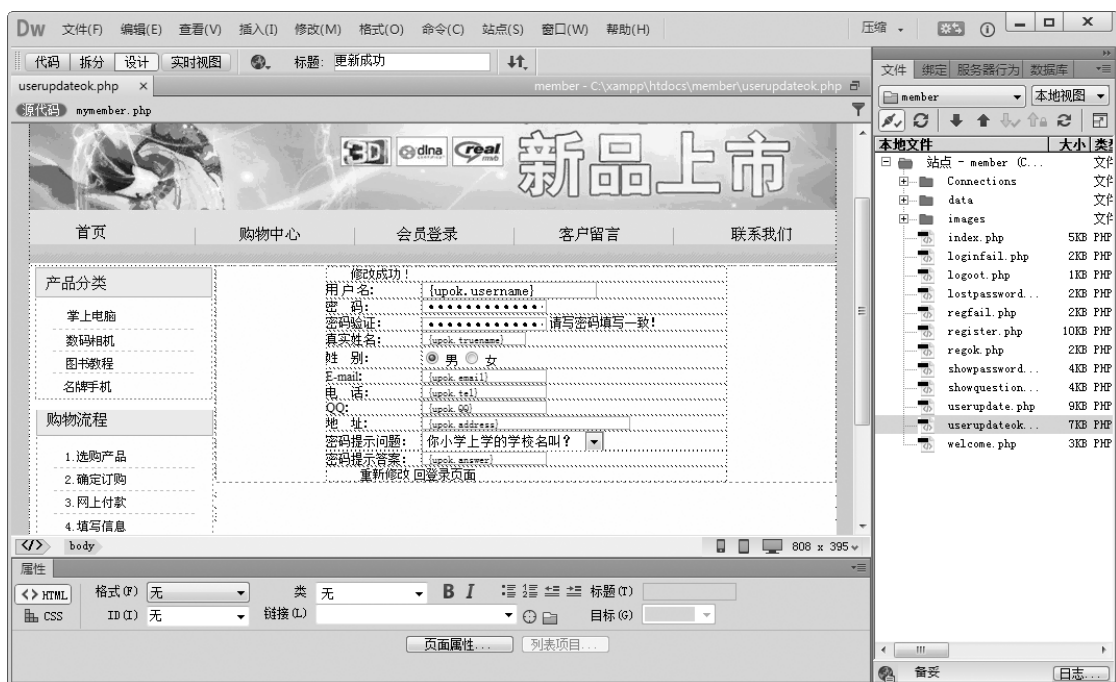 Dw 文件(F) 编辑(E) 查看(V) 插入(I) 修改(M) 格式(O) 命令(C) 站点(S) 窗口(W) 帮助(H) 压缩
代码 拆分 设计 实时视图 标题: 更新成功
userupdateok.php × member - C:\xampp\htdocs\member\userupdateok.php
源代码 mymember.php
3D dlna real 新品上市
首页 购物中心 会员登录 客户留言 联系我们
产品分类
掌上电脑
数码相机
图书教程
名牌手机
购物流程
1.选购产品
2.确定订购
3.网上付款
4.填写信息
修改成功！
用户名: {upok.username}
密 码:
密码验证: 请写密码填写一致!
真实姓名: {upok.truename}
姓 别: 男 女
E-mail: {upok.email}
电 话: {upok.tel}
QQ: {upok.QQ}
地 址: {upok.address}
密码提示问题: 你小学上学的学校名叫？
密码提示答案: {upok.answer}
重新修改 回登录页面
body 808 x 395
属性
<> HTML 格式(F) 无 类 无 B I 标题(T)
CSS ID(I) 无 链接(L) 目标(G)
页面属性... 列表项目...
文件 绑定 服务器行为 数据库
member 本地视图
本地文件 大小
站点 - member (C...
Connections
data
images
index.php 5KB PHP
loginfail.php 2KB PHP
logoot.php 1KB PHP
lostpassword... 2KB PHP
regfail.php 2KB PHP
register.php 10KB PHP
regok.php 2KB PHP
showpassword... 4KB PHP
showquestion... 4KB PHP
userupdate.php 9KB PHP
userupdateok... 7KB PHP
welcome.php 3KB PHP
备妥 日志...